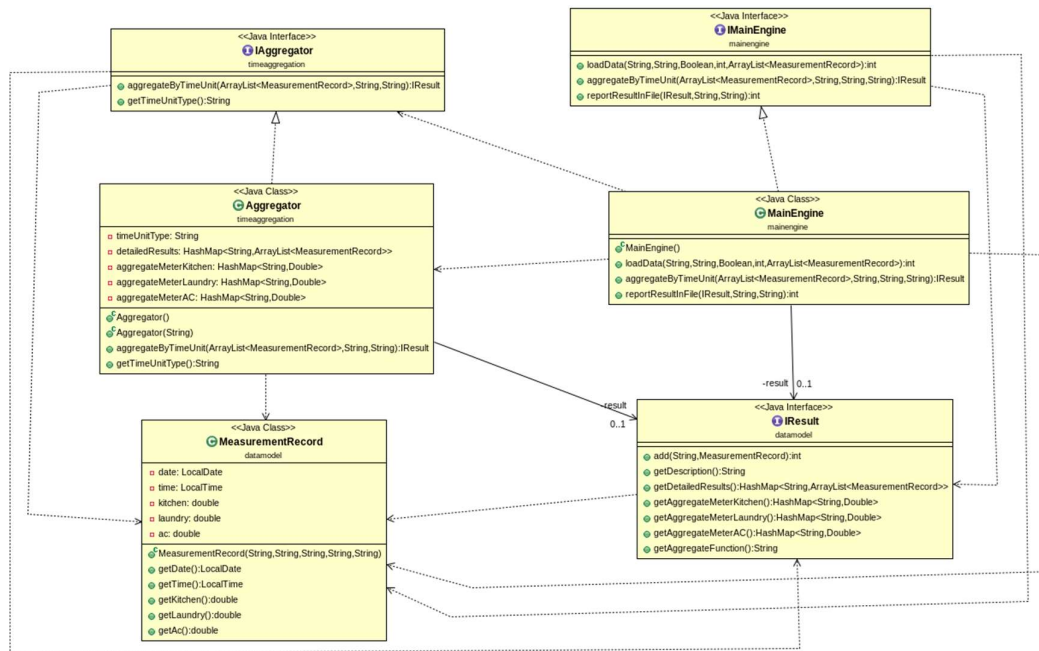 <<Java Interface>>
IAggregator
timeaggregation
aggregateByTimeUnit(ArrayList<MeasurementRecord>,String,String):IResult
getTimeUnitType():String
<<Java Interface>>
IMainEngine
mainengine
loadData(String,String,Boolean,int,ArrayList<MeasurementRecord>):int
aggregateByTimeUnit(ArrayList<MeasurementRecord>,String,String,String):IResult
reportResultInFile(IResult,String,String):int
<<Java Class>>
Aggregator
timeaggregation
timeUnitType: String
detailedResults: HashMap<String,ArrayList<MeasurementRecord>>
aggregateMeterKitchen: HashMap<String,Double>
aggregateMeterLaundry: HashMap<String,Double>
aggregateMeterAC: HashMap<String,Double>
Aggregator()
Aggregator(String)
aggregateByTimeUnit(ArrayList<MeasurementRecord>,String,String):IResult
getTimeUnitType():String
<<Java Class>>
MainEngine
mainengine
MainEngine()
loadData(String,String,Boolean,int,ArrayList<MeasurementRecord>):int
aggregateByTimeUnit(ArrayList<MeasurementRecord>,String,String,String):IResult
reportResultInFile(IResult,String,String):int
-result 0..1
-result
0..1
<<Java Class>>
MeasurementRecord
datamodel
date: LocalDate
time: LocalTime
kitchen: double
laundry: double
ac: double
MeasurementRecord(String,String,String,String,String)
getDate():LocalDate
getTime():LocalTime
getKitchen():double
getLaundry():double
getAc():double
<<Java Interface>>
IResult
datamodel
add(String,MeasurementRecord):int
getDescription():String
getDetailedResults():HashMap<String,ArrayList<MeasurementRecord>>
getAggregateMeterKitchen():HashMap<String,Double>
getAggregateMeterLaundry():HashMap<String,Double>
getAggregateMeterAC():HashMap<String,Double>
getAggregateFunction():String